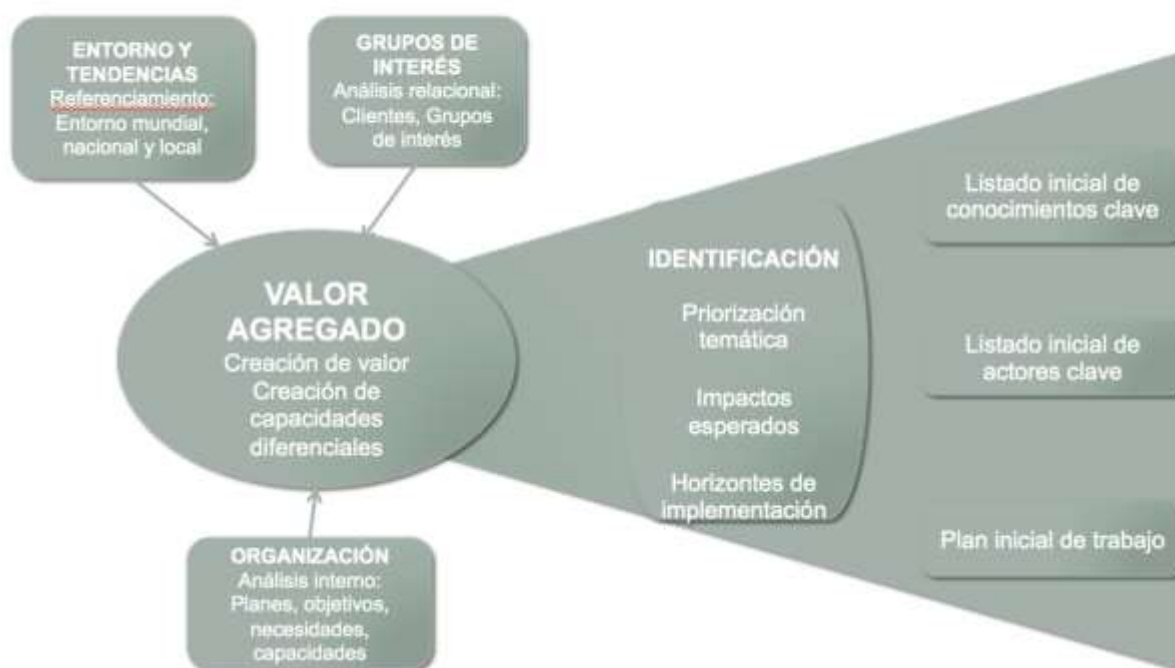 ENTORNO Y
TENDENCIAS
Referenciamiento:
Entorno mundial,
nacional y local
GRUPOS DE
INTERÉS
Análisis relacional:
Clientes, Grupos
de interés
VALOR
AGREGADO
Creación de valor
Creación de
capacidades
diferenciales
ORGANIZACIÓN
Análisis interno:
Planes, objetivos,
necesidades,
capacidades
IDENTIFICACIÓN
Priorización
temática
Impactos
esperados
Horizontes de
implementación
Listado inicial de
conocimientos clave
Listado inicial de
actores clave
Plan inicial de trabajo